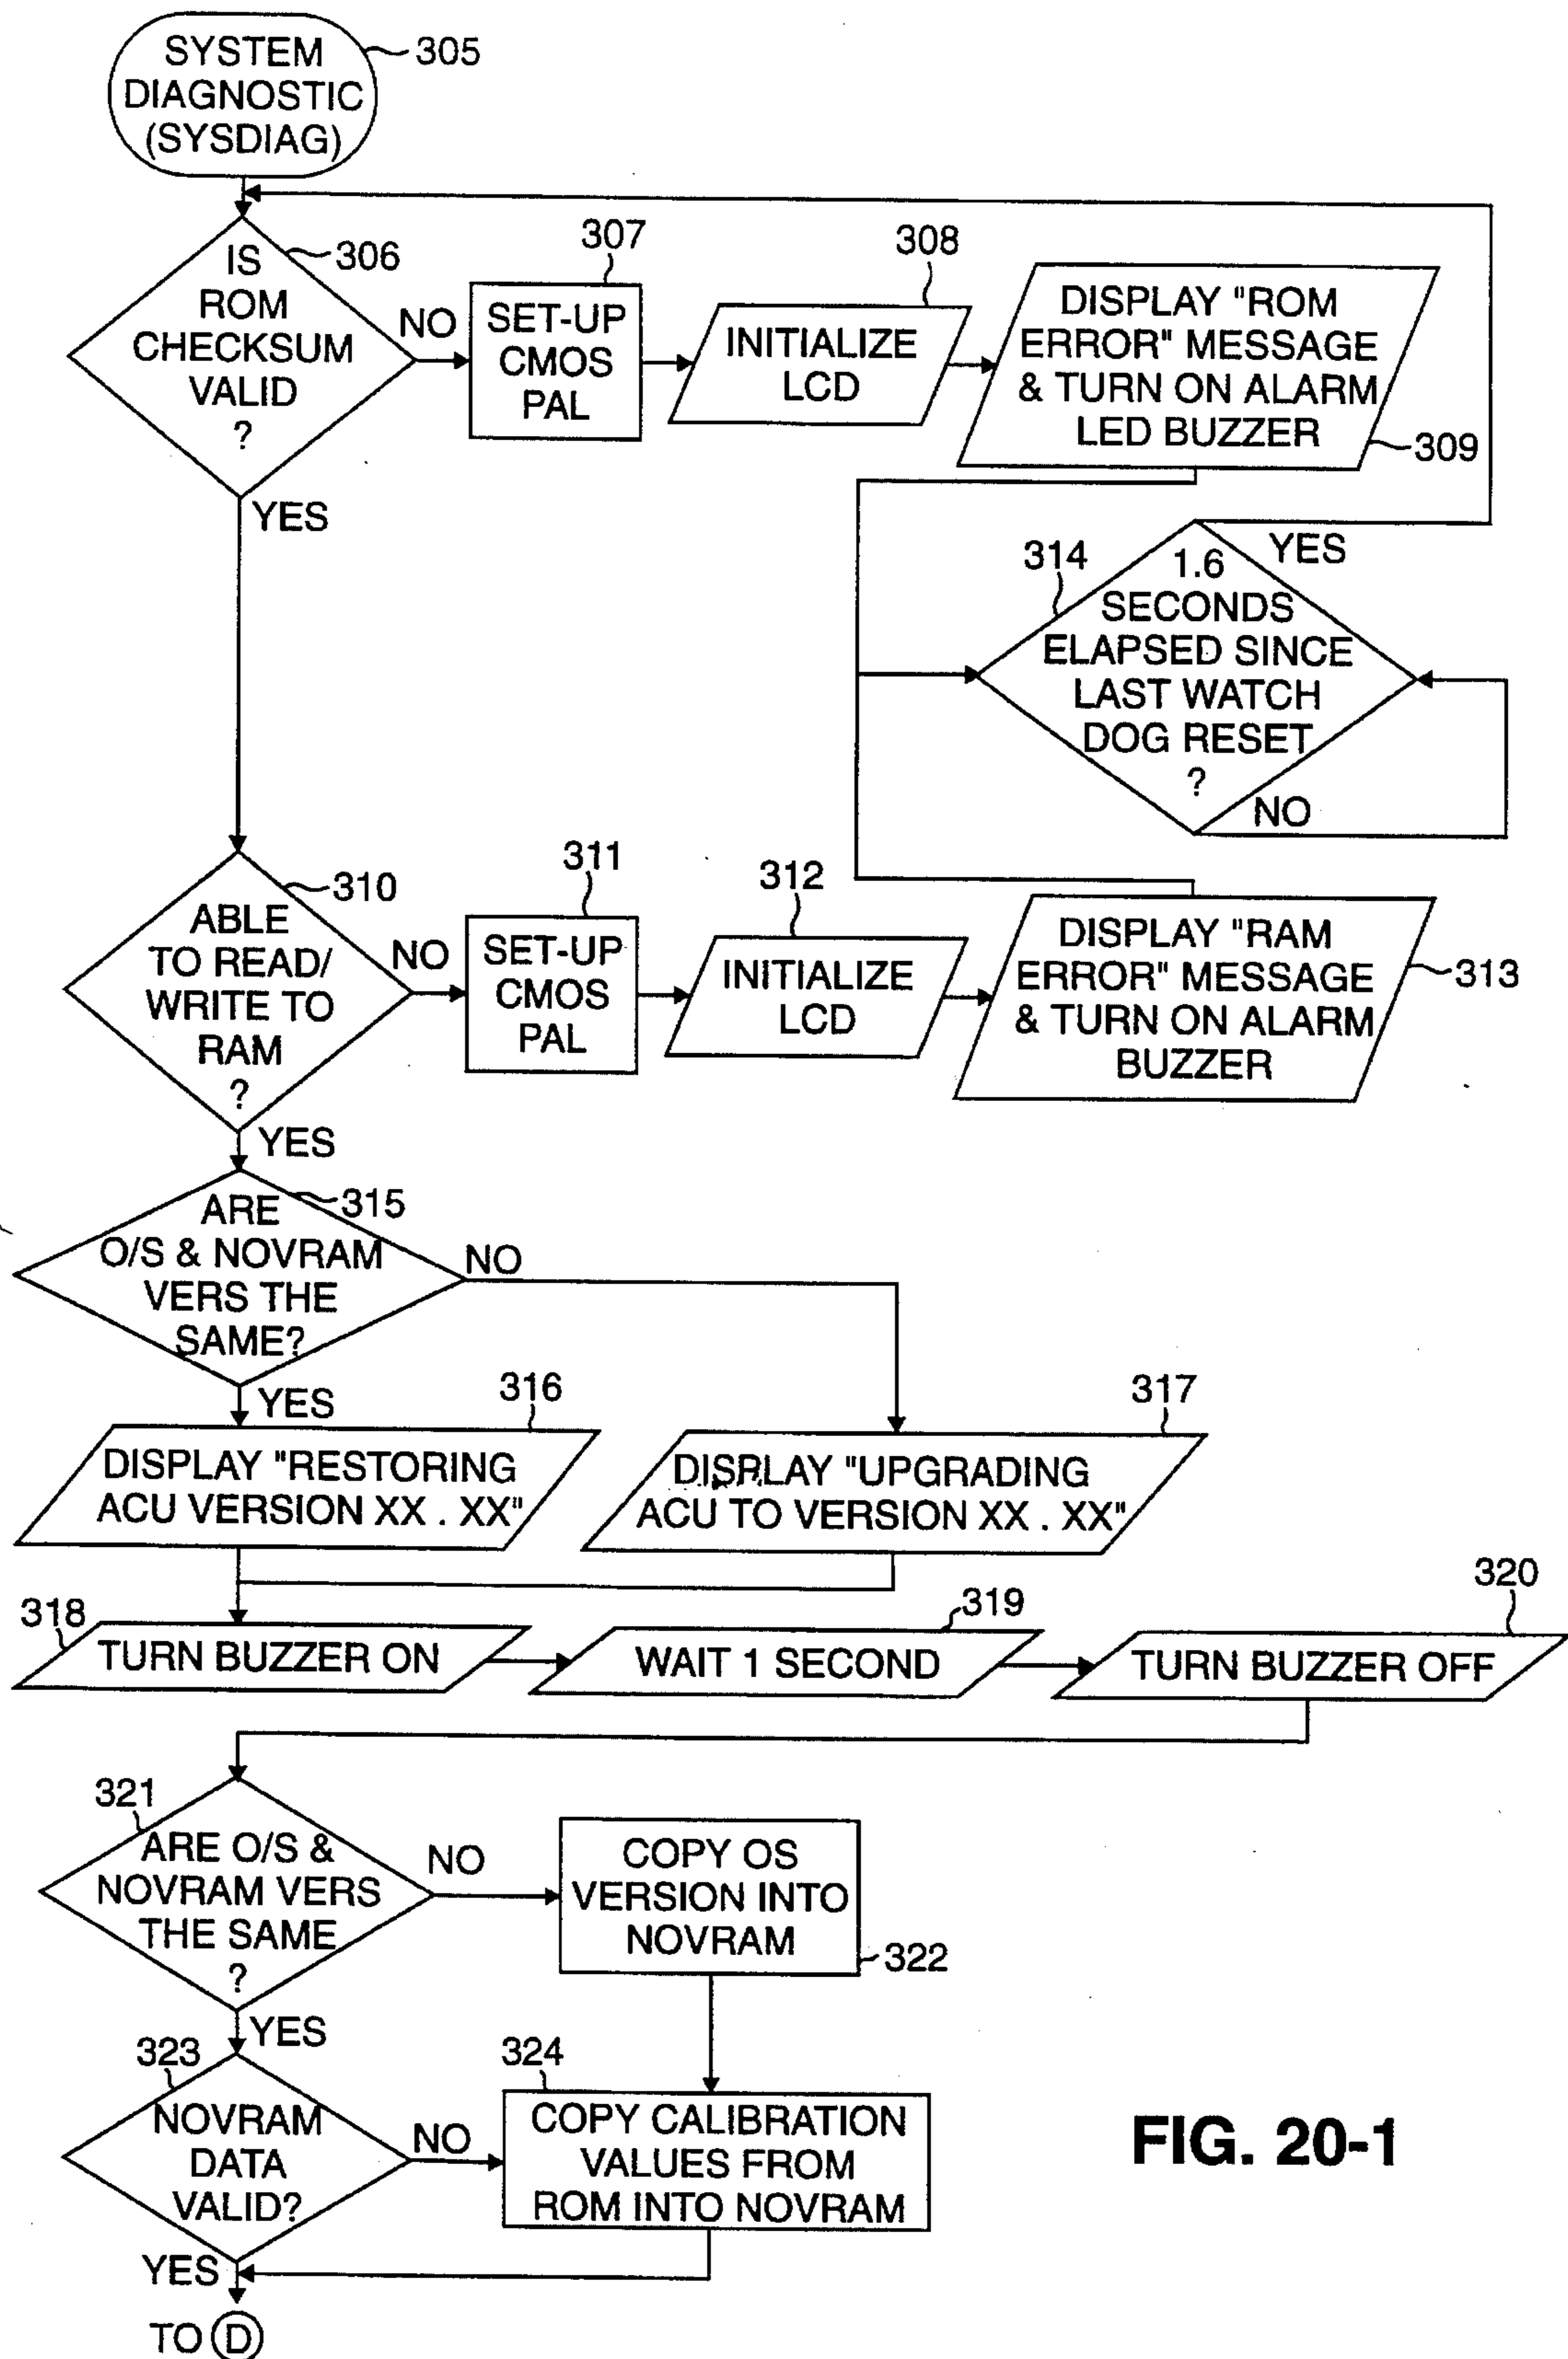 SYSTEM
DIAGNOSTIC
(SYSDIAG)
305
IS
ROM
CHECKSUM
VALID
?
306
NO
YES
307
SET-UP
CMOS
PAL
308
INITIALIZE
LCD
DISPLAY "ROM
ERROR" MESSAGE
& TURN ON ALARM
LED BUZZER
309
314
1.6
SECONDS
ELAPSED SINCE
LAST WATCH
DOG RESET
?
YES
NO
310
ABLE
TO READ/
WRITE TO
RAM
?
NO
YES
311
SET-UP
CMOS
PAL
312
INITIALIZE
LCD
DISPLAY "RAM
ERROR" MESSAGE
& TURN ON ALARM
BUZZER
313
315
ARE
O/S & NOVRAM
VERS THE
SAME?
NO
YES
316
DISPLAY "RESTORING
ACU VERSION XX . XX"
317
DISPLAY "UPGRADING
ACU TO VERSION XX . XX"
318
TURN BUZZER ON
319
WAIT 1 SECOND
320
TURN BUZZER OFF
321
ARE O/S &
NOVRAM VERS
THE SAME
?
NO
YES
COPY OS
VERSION INTO
NOVRAM
322
323
NOVRAM
DATA
VALID?
NO
YES
324
COPY CALIBRATION
VALUES FROM
ROM INTO NOVRAM
TO D
FIG. 20-1